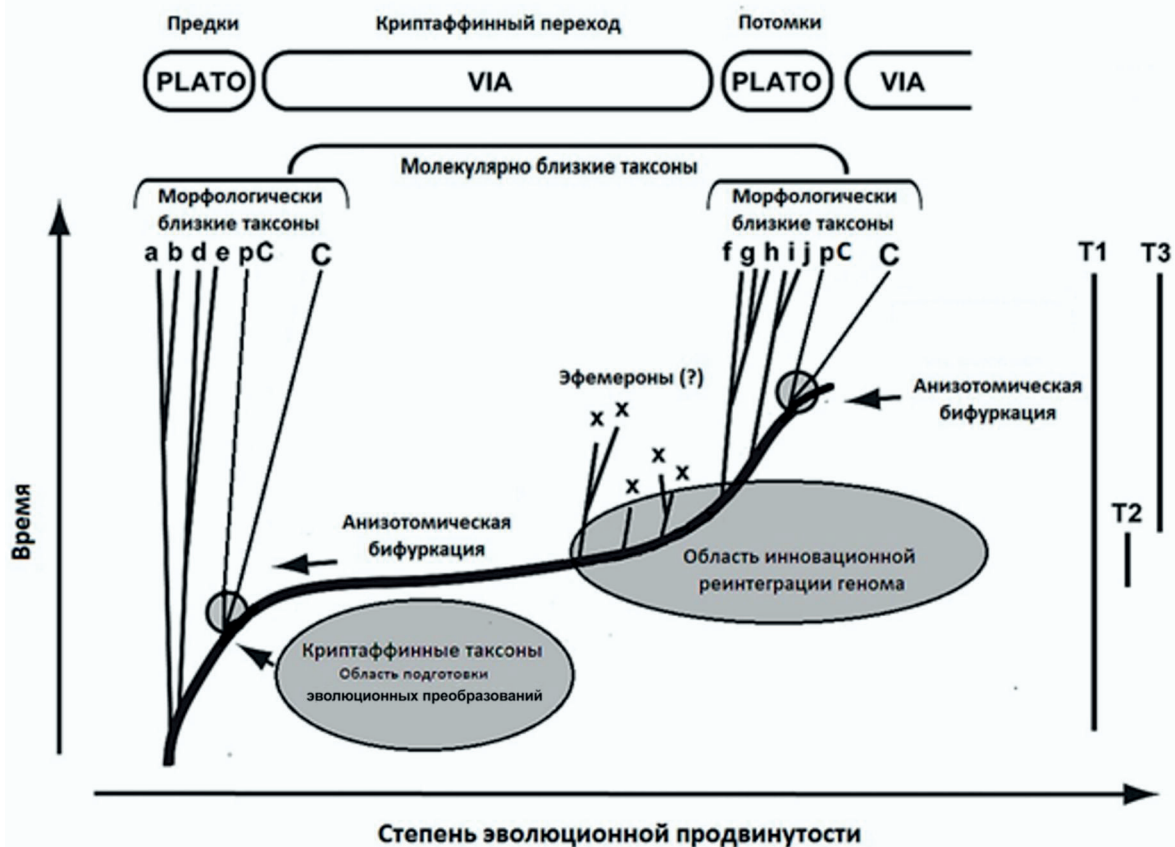 Предки
Криптаффинный переход
Потомки
PLATO
VIA
PLATO
VIA
Молекулярно близкие таксоны
Морфологически
близкие таксоны
a b d e pC C
Морфологически
близкие таксоны
f g h i j pC C
T1
T3
Эфемероны (?)
x x
x
x x
Анизотомическая
бифуркация
Время
Анизотомическая
бифуркация
T2
Область инновационной
реинтеграции генома
Криптаффинные таксоны
Область подготовки
эволюционных преобразований
Степень эволюционной продвинутости